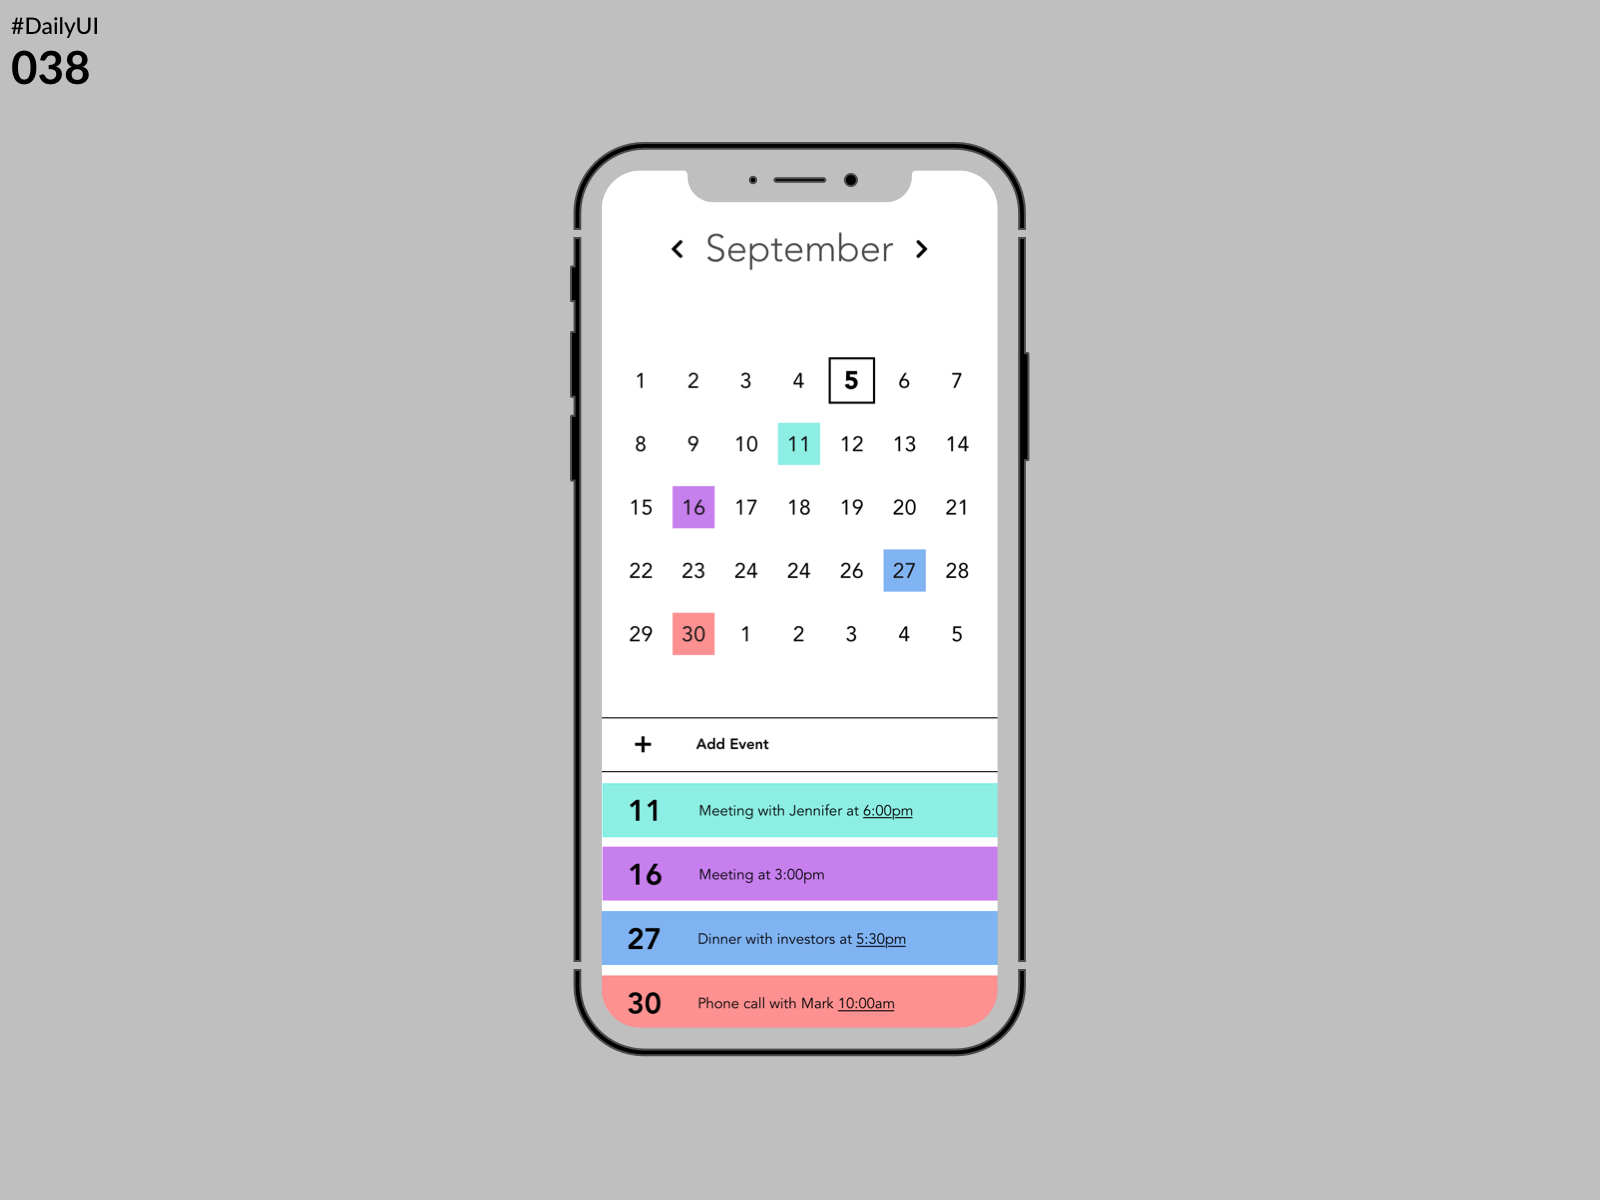 #DailyUI
038
September
1 2 3 4 5 6 7
8 9 10 11 12 13 14
15 16 17 18 19 20 21
22 23 24 24 26 27 28
29 30 1 2 3 4 5
+ Add Event
11 Meeting with Jennifer at 6:00pm
16 Meeting at 3:00pm
27 Dinner with investors at 5:30pm
30 Phone call with Mark 10:00am